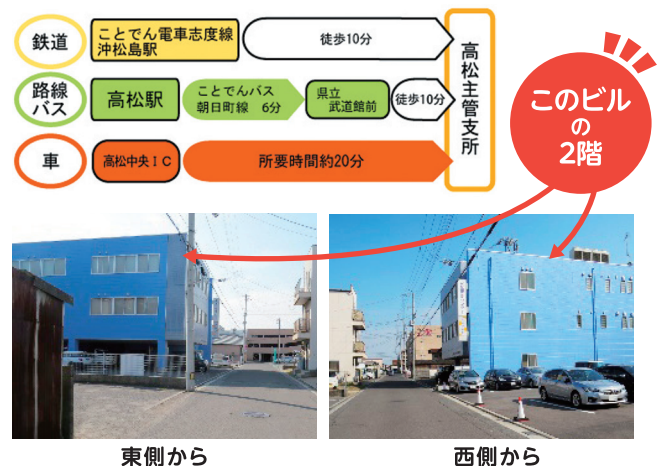 鉄道
ことでん電車志度線
沖松島駅
徒歩10分
路線
バス
高松駅
ことでんバス
朝日町線 6分
県立
武道館前
徒歩10分
車
高松中央IC
所要時間約20分
高松主管支所
このビル
の
2階
東側から
西側から